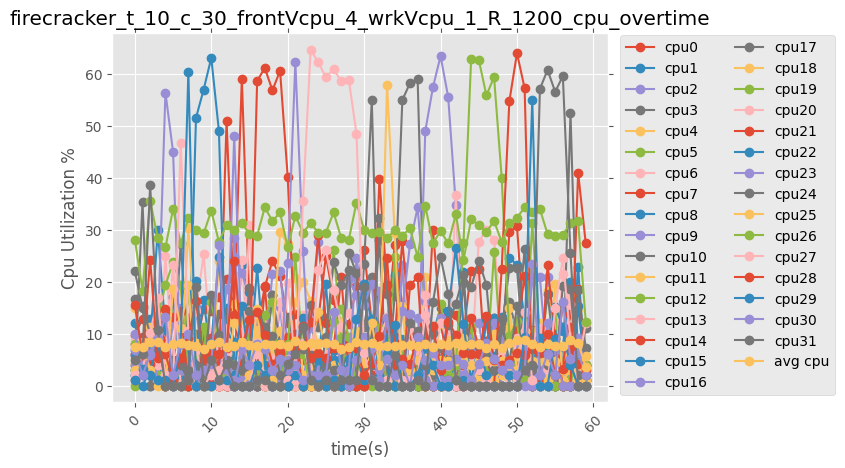 firecracker_t_10_c_30_frontVcpu_4_wrkVcpu_1_R_1200_cpu_overtime
Cpu Utilization %
60
50
40
30
20
10
0
0
10
20
30
40
50
60
time(s)
cpu0
cpu1
cpu2
cpu3
cpu4
cpu5
cpu6
cpu7
cpu8
cpu9
cpu10
cpu11
cpu12
cpu13
cpu14
cpu15
cpu16
cpu17
cpu18
cpu19
cpu20
cpu21
cpu22
cpu23
cpu24
cpu25
cpu26
cpu27
cpu28
cpu29
cpu30
cpu31
avg cpu